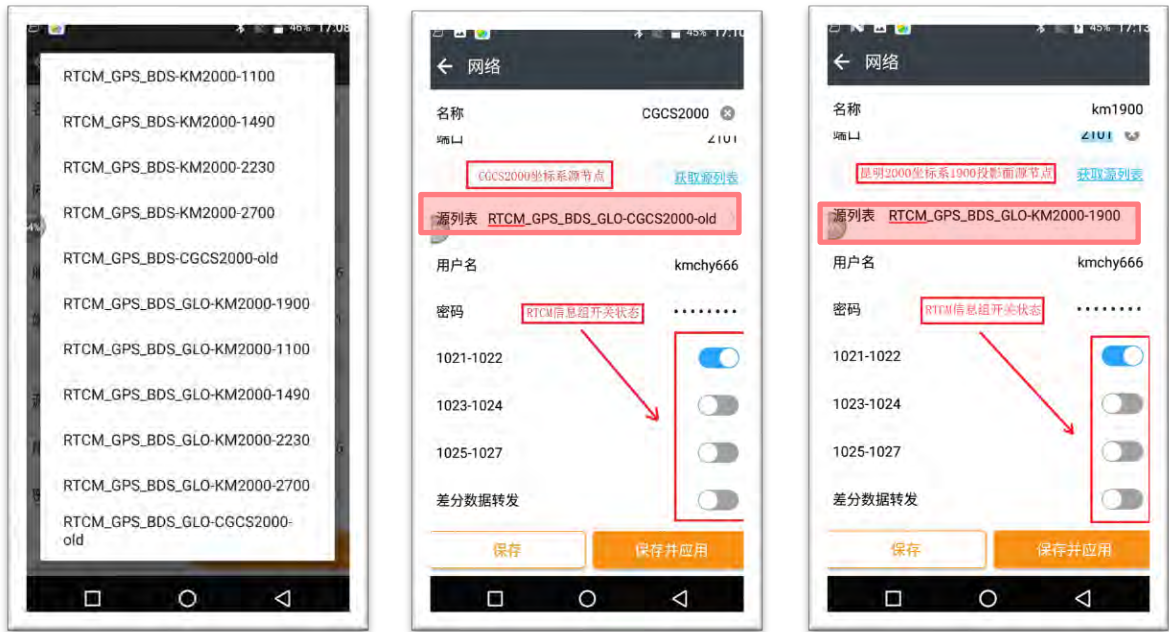 46% 17:08
RTCM_GPS_BDS-KM2000-1100
RTCM_GPS_BDS-KM2000-1490
RTCM_GPS_BDS-KM2000-2230
RTCM_GPS_BDS-KM2000-2700
RTCM_GPS_BDS-CGCS2000-old
RTCM_GPS_BDS_GLO-KM2000-1900
RTCM_GPS_BDS_GLO-KM2000-1100
RTCM_GPS_BDS_GLO-KM2000-1490
RTCM_GPS_BDS_GLO-KM2000-2230
RTCM_GPS_BDS_GLO-KM2000-2700
RTCM_GPS_BDS_GLO-CGCS2000-
old
45% 17:10
网络
名称 CGCS2000
端口 2101
CGCS2000坐标系源节点 获取源列表
源列表 RTCM_GPS_BDS_GLO-CGCS2000-old
用户名 kmchy666
密码 RTCM信息组开关状态 ········
1021-1022
1023-1024
1025-1027
差分数据转发
保存 保存并应用
45% 17:13
网络
名称 km1900
端口 2101
昆明2000坐标系1900投影面源节点 获取源列表
源列表 RTCM_GPS_BDS_GLO-KM2000-1900
用户名 kmchy666
密码 RTCM信息组开关状态 ········
1021-1022
1023-1024
1025-1027
差分数据转发
保存 保存并应用